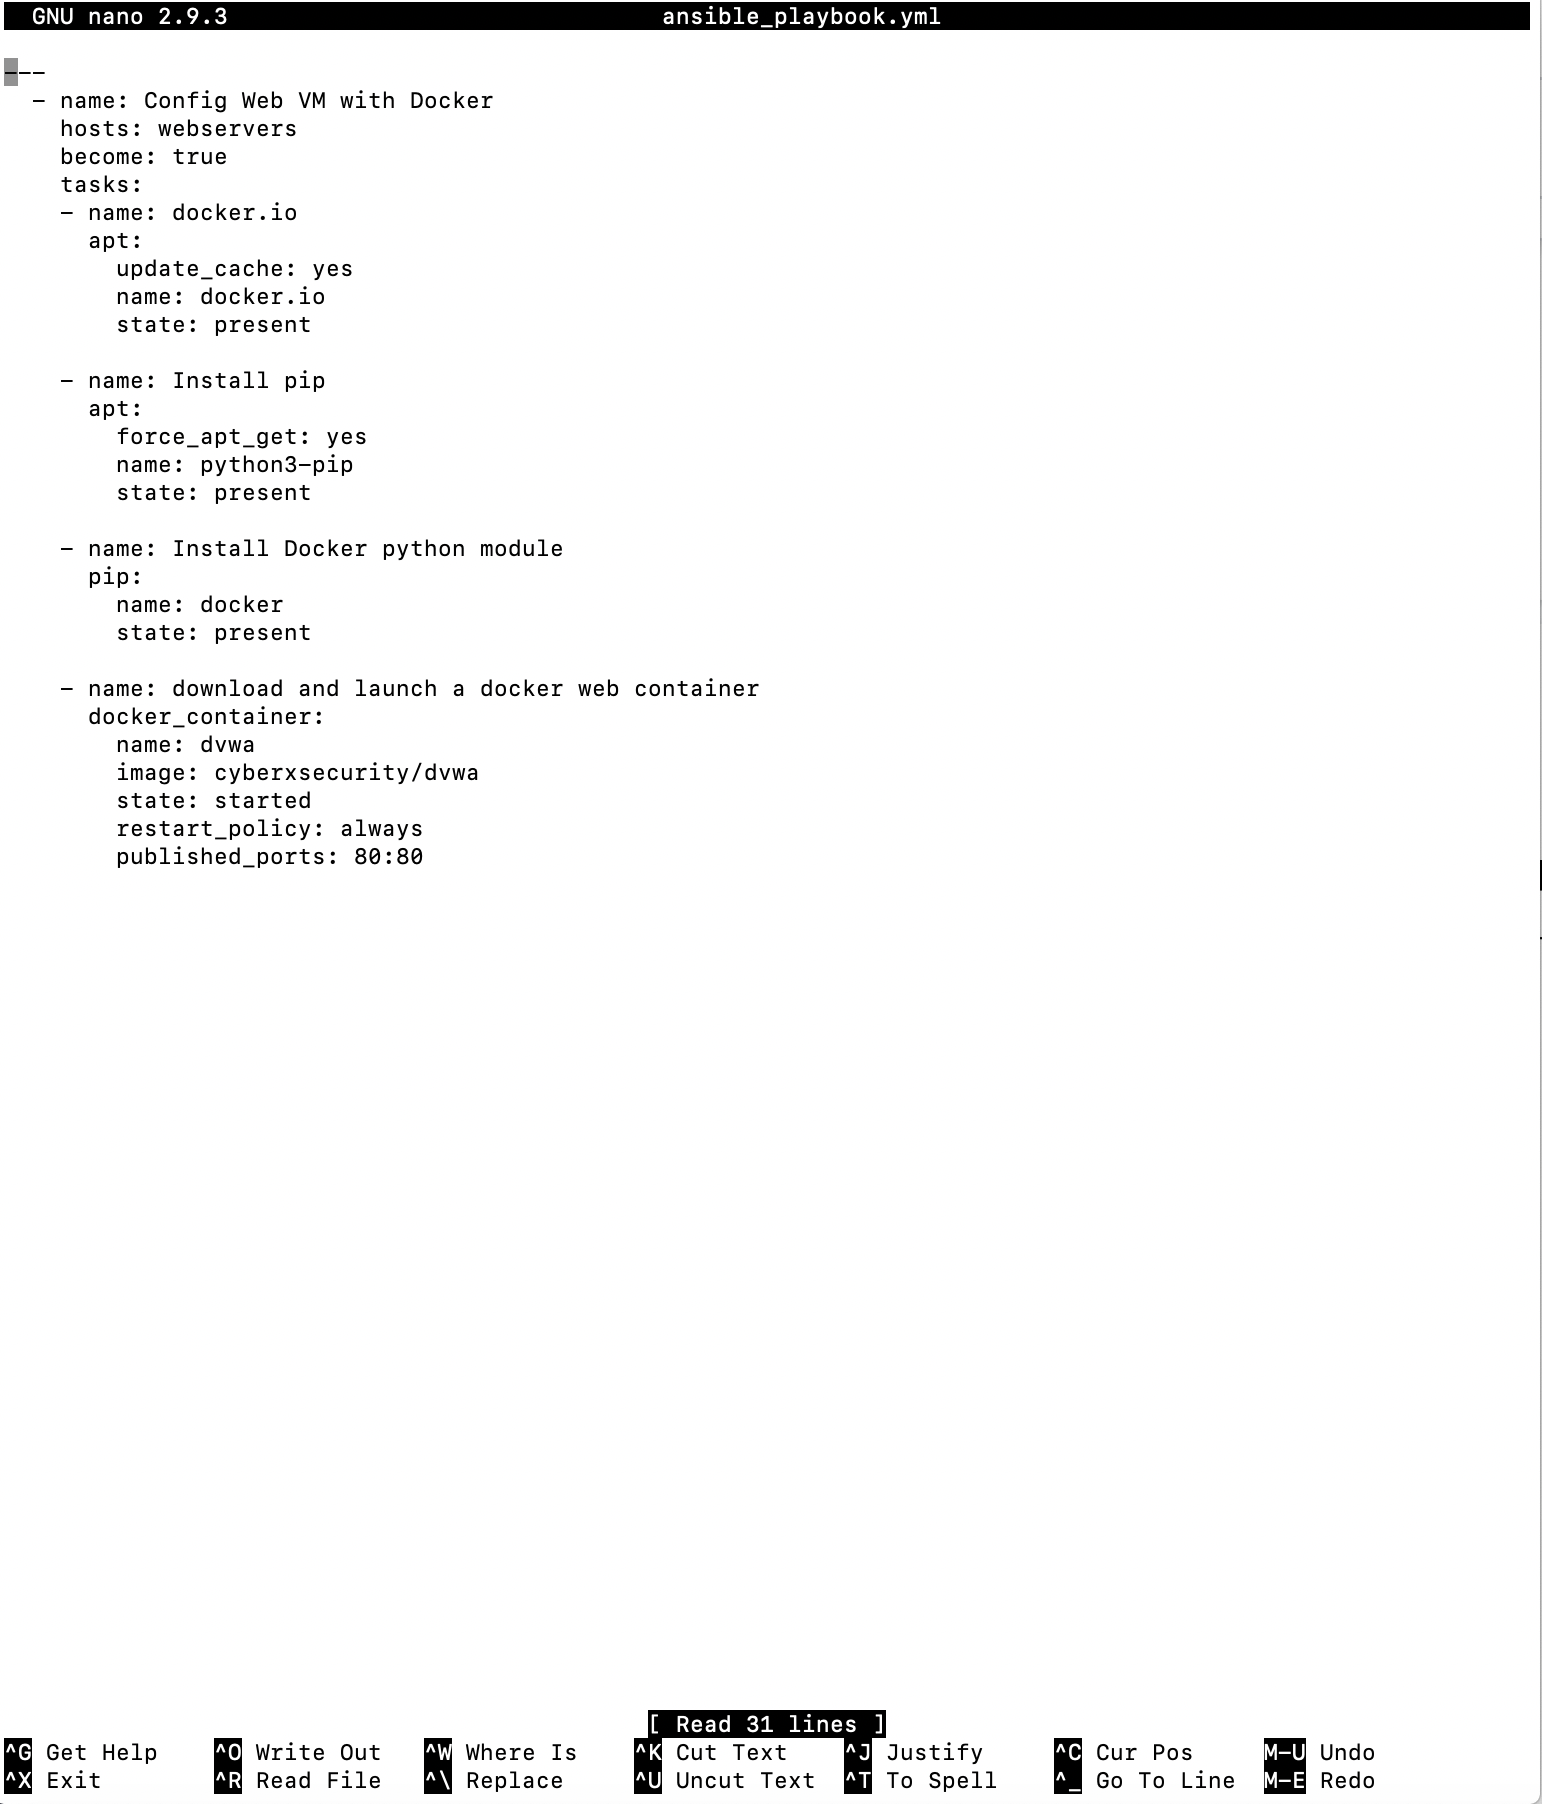 GNU nano 2.9.3 ansible_playbook.yml
---
  - name: Config Web VM with Docker
    hosts: webservers
    become: true
    tasks:
    - name: docker.io
      apt:
        update_cache: yes
        name: docker.io
        state: present

    - name: Install pip
      apt:
        force_apt_get: yes
        name: python3-pip
        state: present

    - name: Install Docker python module
      pip:
        name: docker
        state: present

    - name: download and launch a docker web container
      docker_container:
        name: dvwa
        image: cyberxsecurity/dvwa
        state: started
        restart_policy: always
        published_ports: 80:80

[ Read 31 lines ]
^G Get Help ^O Write Out ^W Where Is ^K Cut Text ^J Justify ^C Cur Pos M-U Undo
^X Exit ^R Read File ^\ Replace ^U Uncut Text ^T To Spell ^_ Go To Line M-E Redo